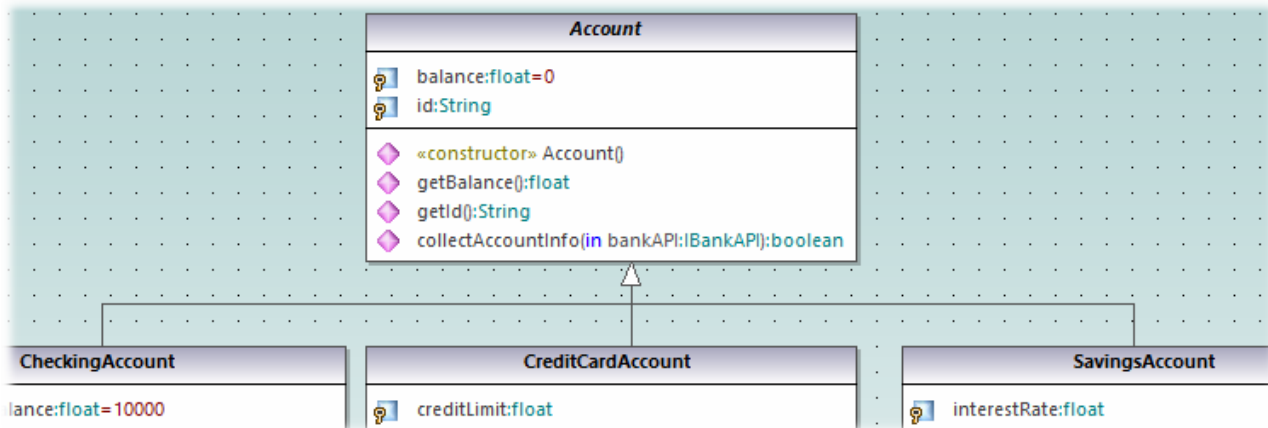 Account
balance:float=0
id:String
«constructor» Account()
getBalance():float
getId():String
collectAccountInfo(in bankAPI:IBankAPI):boolean
CheckingAccount
CreditCardAccount
SavingsAccount
lance:float=10000
creditLimit:float
interestRate:float